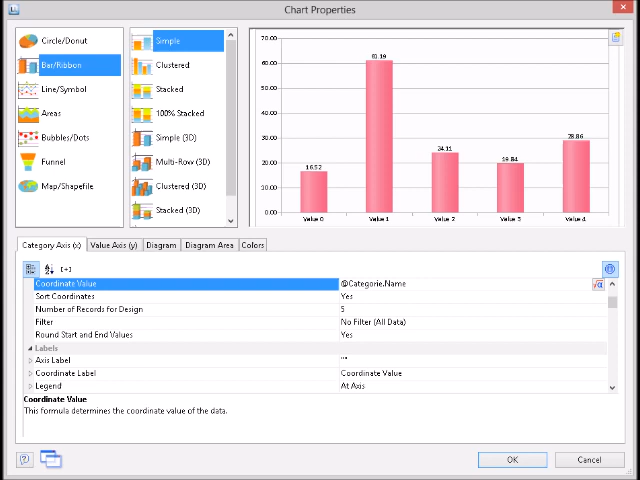 Chart Properties
Circle/Donut
Bar/Ribbon
Line/Symbol
Areas
Bubbles/Dots
Funnel
Map/Shapefile
Simple
Clustered
Stacked
100% Stacked
Simple (3D)
Multi-Row (3D)
Clustered (3D)
Stacked (3D)
70.00
60.00
50.00
40.00
30.00
20.00
10.00
0.00
16.52
61.19
24.11
19.84
28.86
Value 0
Value 1
Value 2
Value 3
Value 4
Category Axis (x)
Value Axis (y)
Diagram
Diagram Area
Colors
Coordinate Value @Categorie.Name
Sort Coordinates Yes
Number of Records for Design 5
Filter No Filter (All Data)
Round Start and End Values Yes
Labels
Axis Label ""
Coordinate Label Coordinate Value
Legend At Axis
Coordinate Value
This formula determines the coordinate value of the data.
OK
Cancel